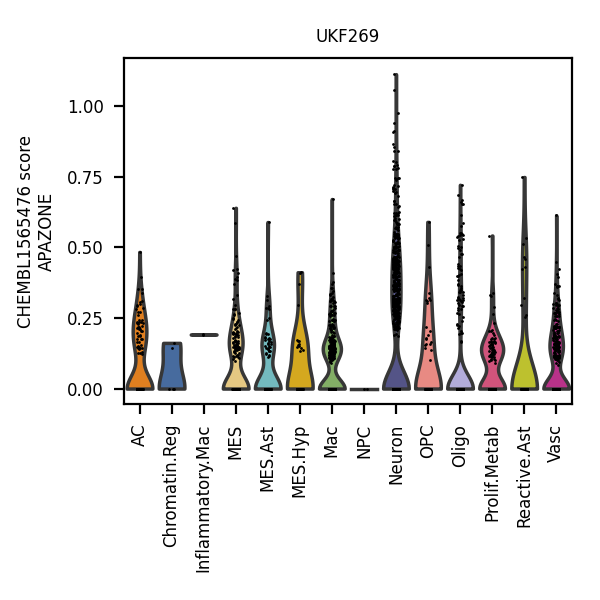 UKF269
CHEMBL1565476 score
APAZONE
1.00
0.75
0.50
0.25
0.00
AC
Chromatin.Reg
Inflammatory.Mac
MES
MES.Ast
MES.Hyp
Mac
NPC
Neuron
OPC
Oligo
Prolif.Metab
Reactive.Ast
Vasc